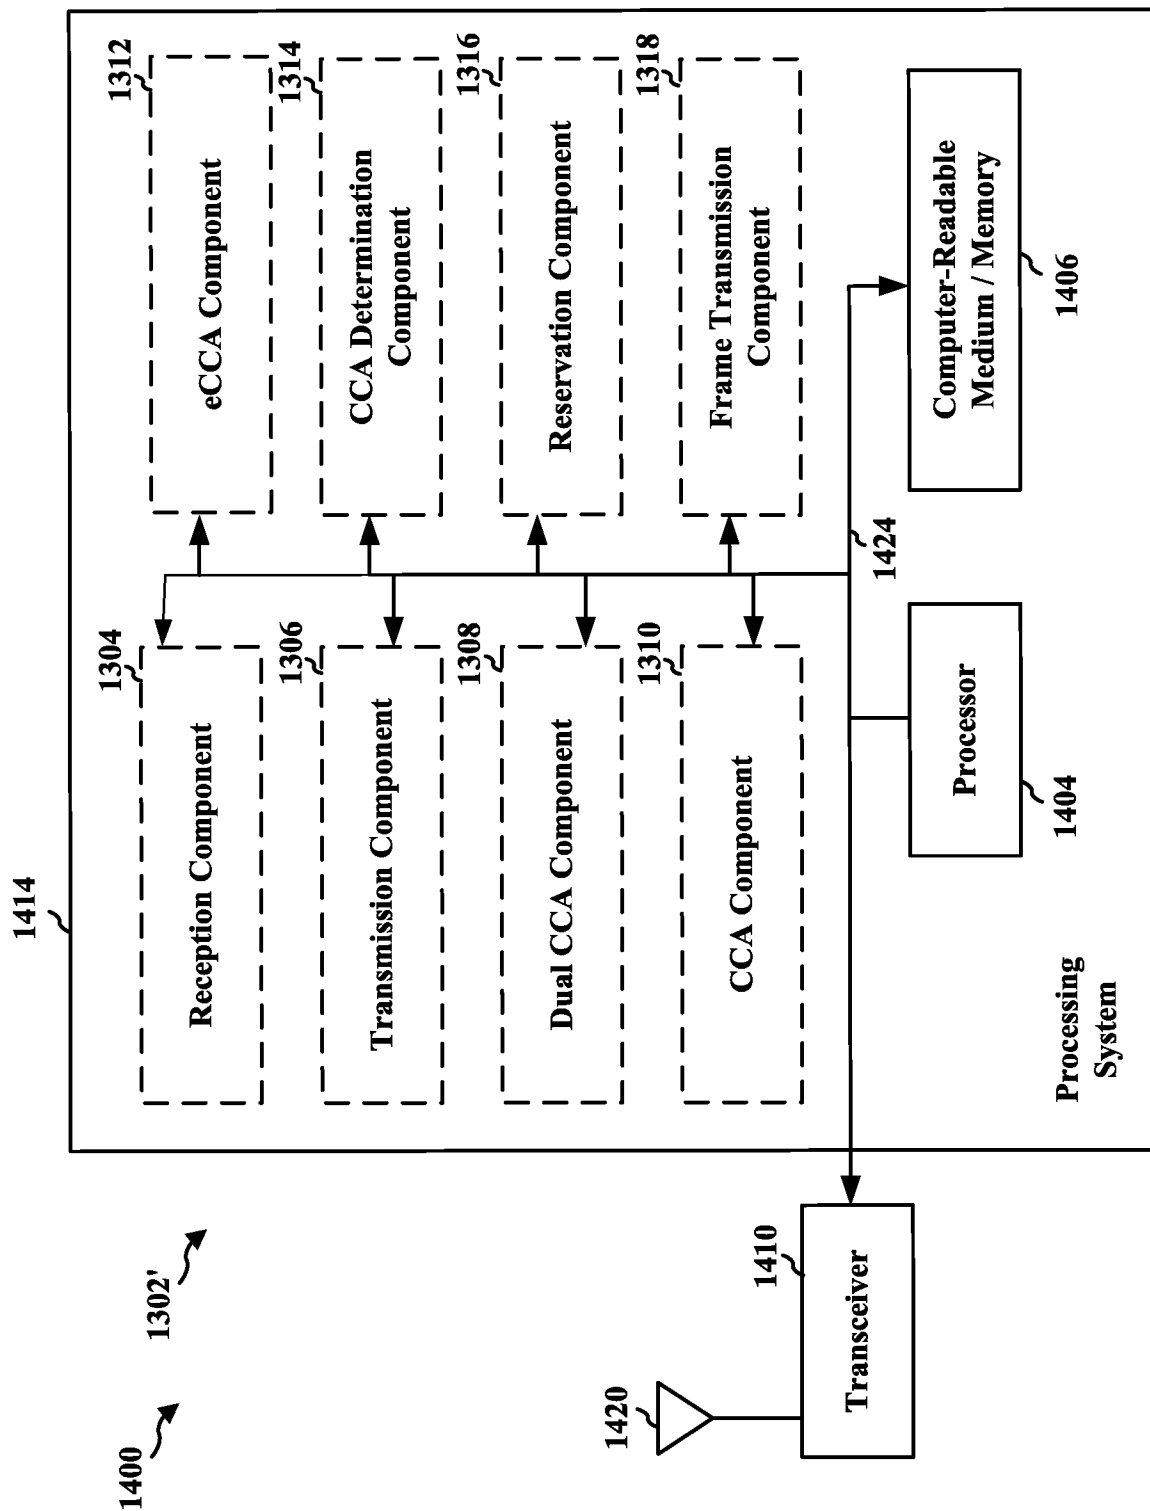 1400
1302'
1414
1304
Reception Component
1306
Transmission Component
1308
Dual CCA Component
1310
CCA Component
1312
eCCA Component
1314
CCA Determination
Component
1316
Reservation Component
1318
Frame Transmission
Component
1420
1410
Transceiver
1424
Processor
1404
Computer-Readable
Medium / Memory
1406
Processing
System